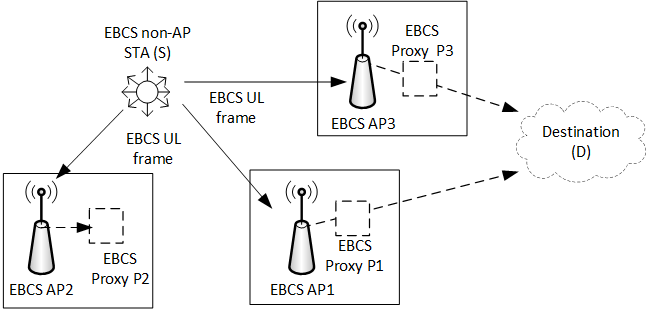 EBCS non-AP
STA (S)
EBCS UL
frame
EBCS UL
frame
EBCS
Proxy P3
EBCS AP3
Destination
(D)
EBCS
Proxy P2
EBCS AP2
EBCS
Proxy P1
EBCS AP1